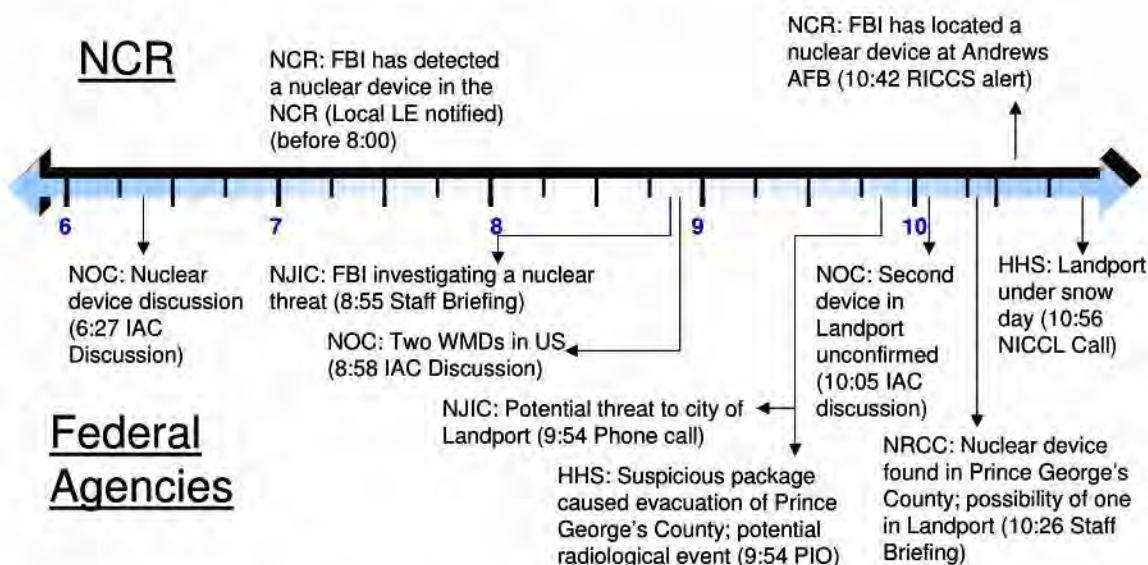 NCR
NCR: FBI has detected
a nuclear device in the
NCR (Local LE notified)
(before 8:00)
NCR: FBI has located a
nuclear device at Andrews
AFB (10:42 RICCS alert)
6
7
8
9
10
NOC: Nuclear
device discussion
(6:27 IAC
Discussion)
NJIC: FBI investigating a nuclear
threat (8:55 Staff Briefing)
NOC: Two WMDs in US
(8:58 IAC Discussion)
NJIC: Potential threat to city of
Landport (9:54 Phone call)
HHS: Suspicious package
caused evacuation of Prince
George's County; potential
radiological event (9:54 PIO)
NOC: Second
device in
Landport
unconfirmed
(10:05 IAC
discussion)
NRCC: Nuclear device
found in Prince George's
County; possibility of one
in Landport (10:26 Staff
Briefing)
HHS: Landport
under snow
day (10:56
NICCL Call)
Federal
Agencies